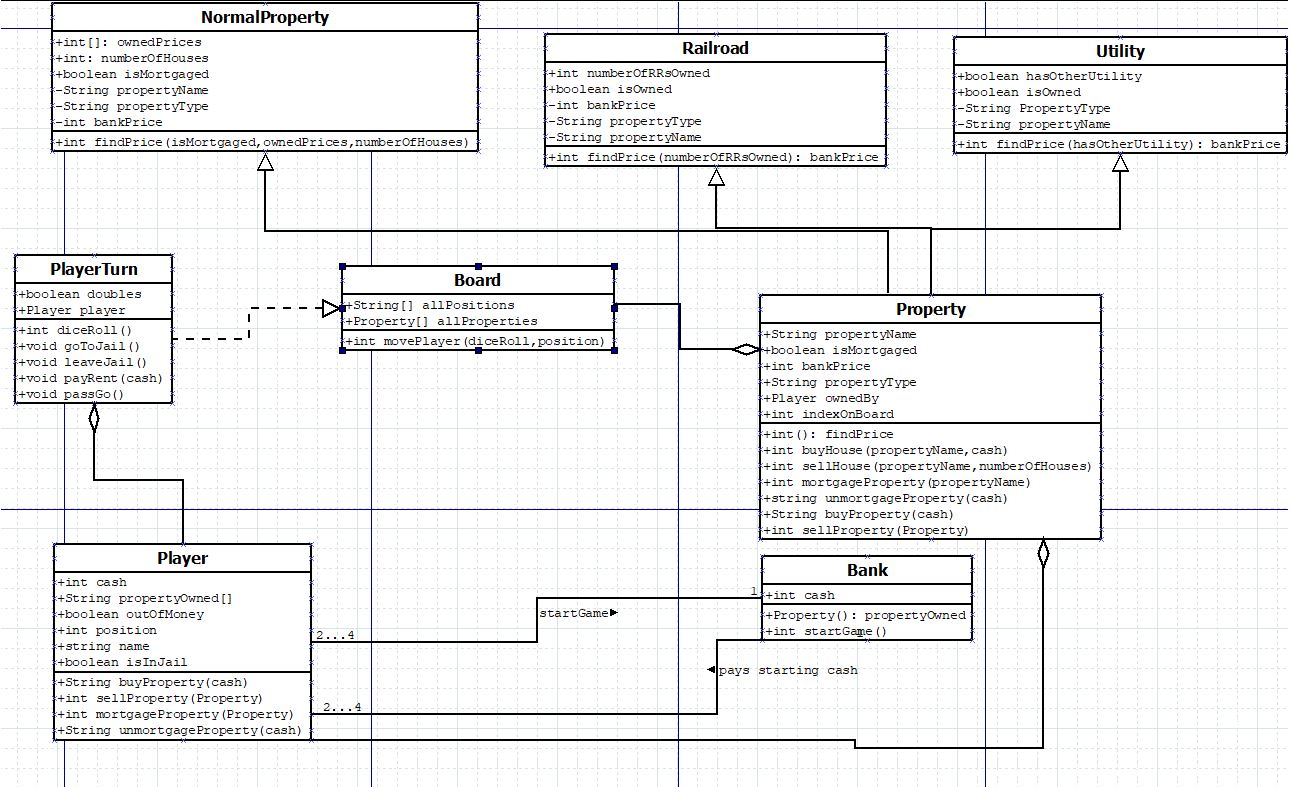 NormalProperty
+int[]: ownedPrices
+int: numberOfHouses
+boolean isMortgaged
-String propertyName
-String propertyType
-int bankPrice
+int findPrice(isMortgaged,ownedPrices,numberOfHouses)
Railroad
+int numberOfRRsOwned
+boolean isOwned
-int bankPrice
-String propertyType
-String propertyName
+int findPrice(numberOfRRsOwned): bankPrice
Utility
+boolean hasOtherUtility
+boolean isOwned
-String PropertyType
-String propertyName
+int findPrice(hasOtherUtility): bankPrice
PlayerTurn
+boolean doubles
+Player player
+int diceRoll()
+void goToJail()
+void leaveJail()
+void payRent(cash)
+void passGo()
Board
+String[] allPositions
+Property[] allProperties
+int movePlayer(diceRoll,position)
Property
+String propertyName
+boolean isMortgaged
+int bankPrice
+String propertyType
+Player ownedBy
+int indexOnBoard
+int(): findPrice
+int buyHouse(propertyName,cash)
+int sellHouse(propertyName,numberOfHouses)
+int mortgageProperty(propertyName)
+string unmortgageProperty(cash)
+String buyProperty(cash)
+int sellProperty(Property)
Player
+int cash
+String propertyOwned[]
+boolean outOfMoney
+int position
+string name
+boolean isInJail
+String buyProperty(cash)
+int sellProperty(Property)
+int mortgageProperty(Property)
+String unmortgageProperty(cash)
2...4
startGame
1
2...4
pays starting cash
1
Bank
+int cash
+Property(): propertyOwned
+int startGame()